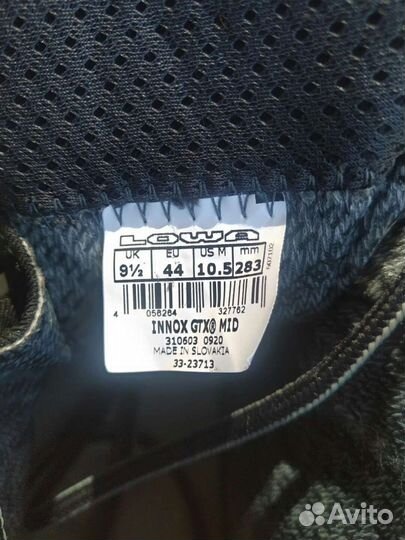 LOWA
UK EU US M mm
9½ 44 10.5 283
4 056264 327762
INNOX GTX® MID
310603 0920
MADE IN SLOVAKIA
33-23713
Avito